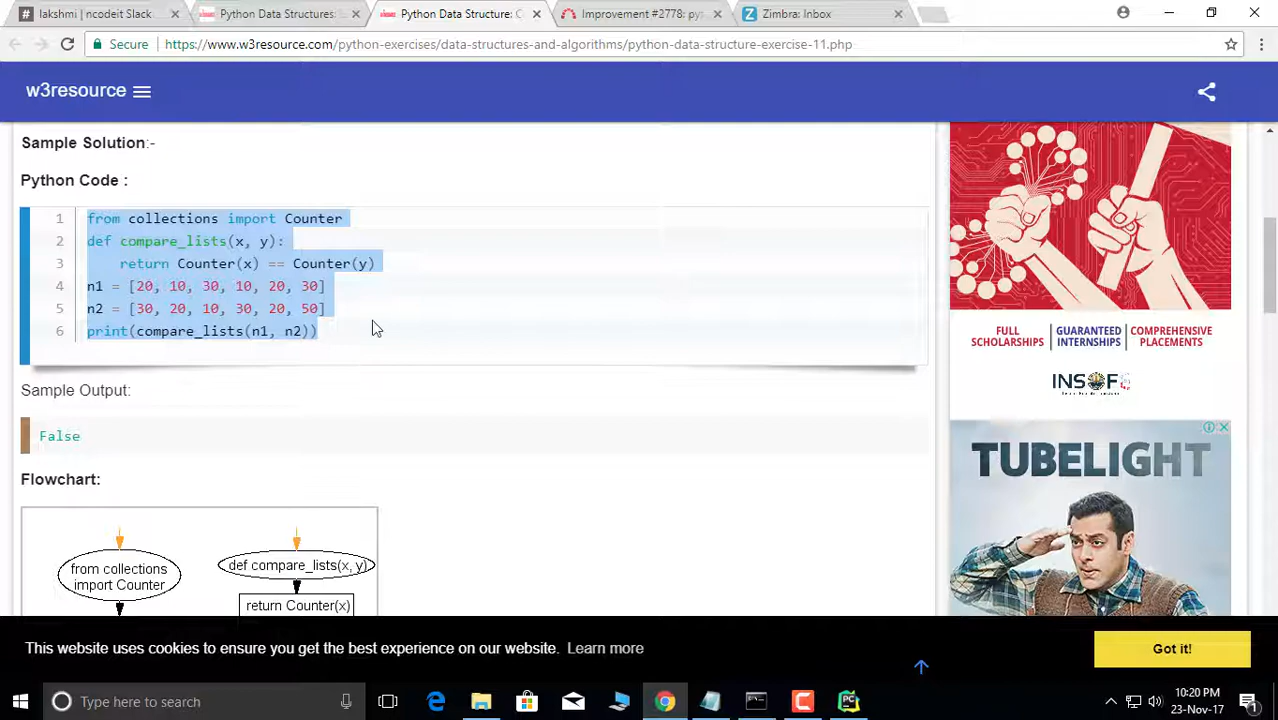 # lakshmi | ncodeit Slack
Python Data Structures:
Python Data Structure: C
Improvement #2778: pyth
Zimbra: Inbox
Secure
https://www.w3resource.com/python-exercises/data-structures-and-algorithms/python-data-structure-exercise-11.php
w3resource
Sample Solution:-
Python Code :
1 from collections import Counter
2 def compare_lists(x, y):
3 return Counter(x) == Counter(y)
4 n1 = [20, 10, 30, 10, 20, 30]
5 n2 = [30, 20, 10, 30, 20, 50]
6 print(compare_lists(n1, n2))
Sample Output:
False
Flowchart:
from collections
import Counter
def compare_lists(x, y)
return Counter(x)
FULL
SCHOLARSHIPS
GUARANTEED
INTERNSHIPS
COMPREHENSIVE
PLACEMENTS
INSOFE
TUBELIGHT
This website uses cookies to ensure you get the best experience on our website. Learn more
Got it!
Type here to search
10:20 PM
23-Nov-17